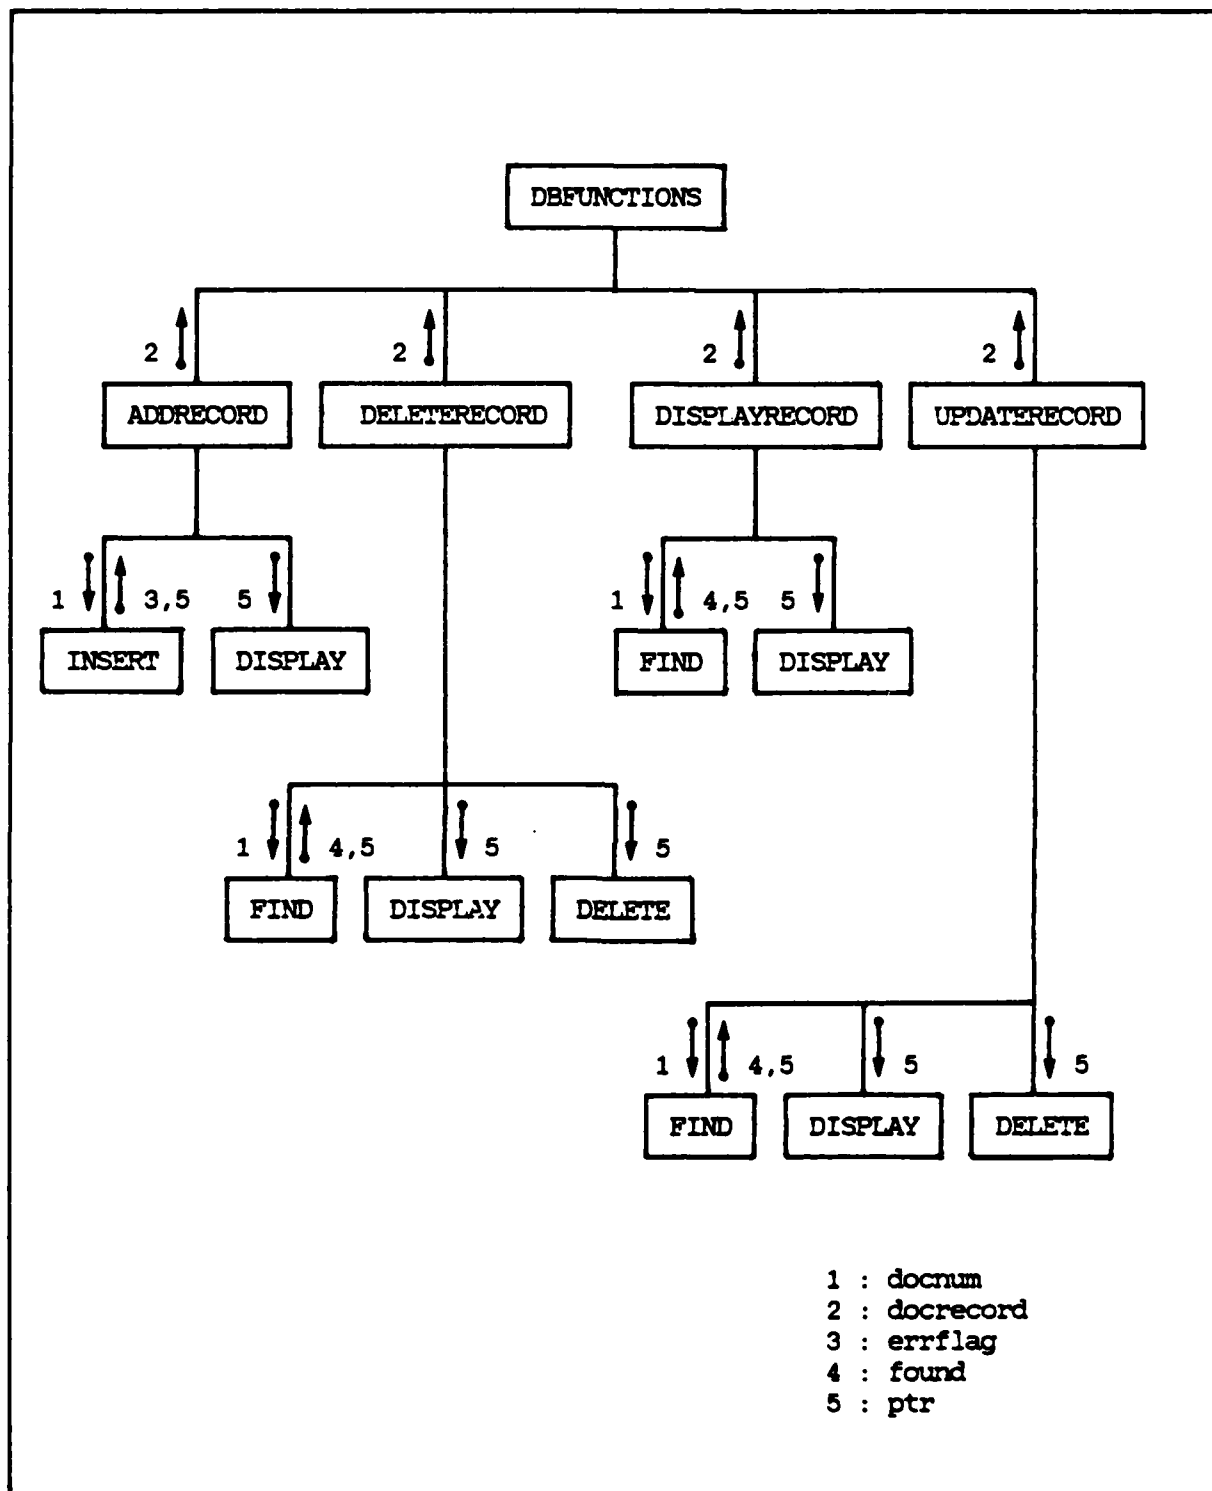 DBFUNCTIONS
2 2 2 2
ADDRECORD DELETERECORD DISPLAYRECORD UPDATERECORD
1 3,5 5 1 4,5 5
INSERT DISPLAY FIND DISPLAY
1 4,5 5 5
FIND DISPLAY DELETE
1 4,5 5 5
FIND DISPLAY DELETE
1 : docnum
2 : docrecord
3 : errflag
4 : found
5 : ptr